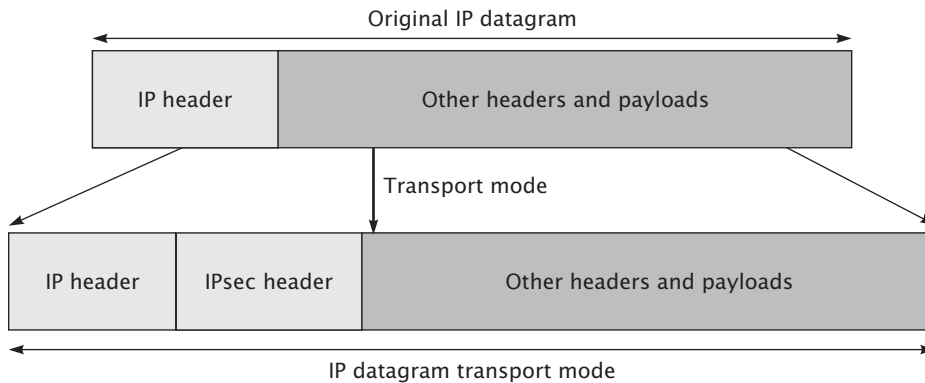 Original IP datagram
IP header
Other headers and payloads
Transport mode
IP header
IPsec header
Other headers and payloads
IP datagram transport mode